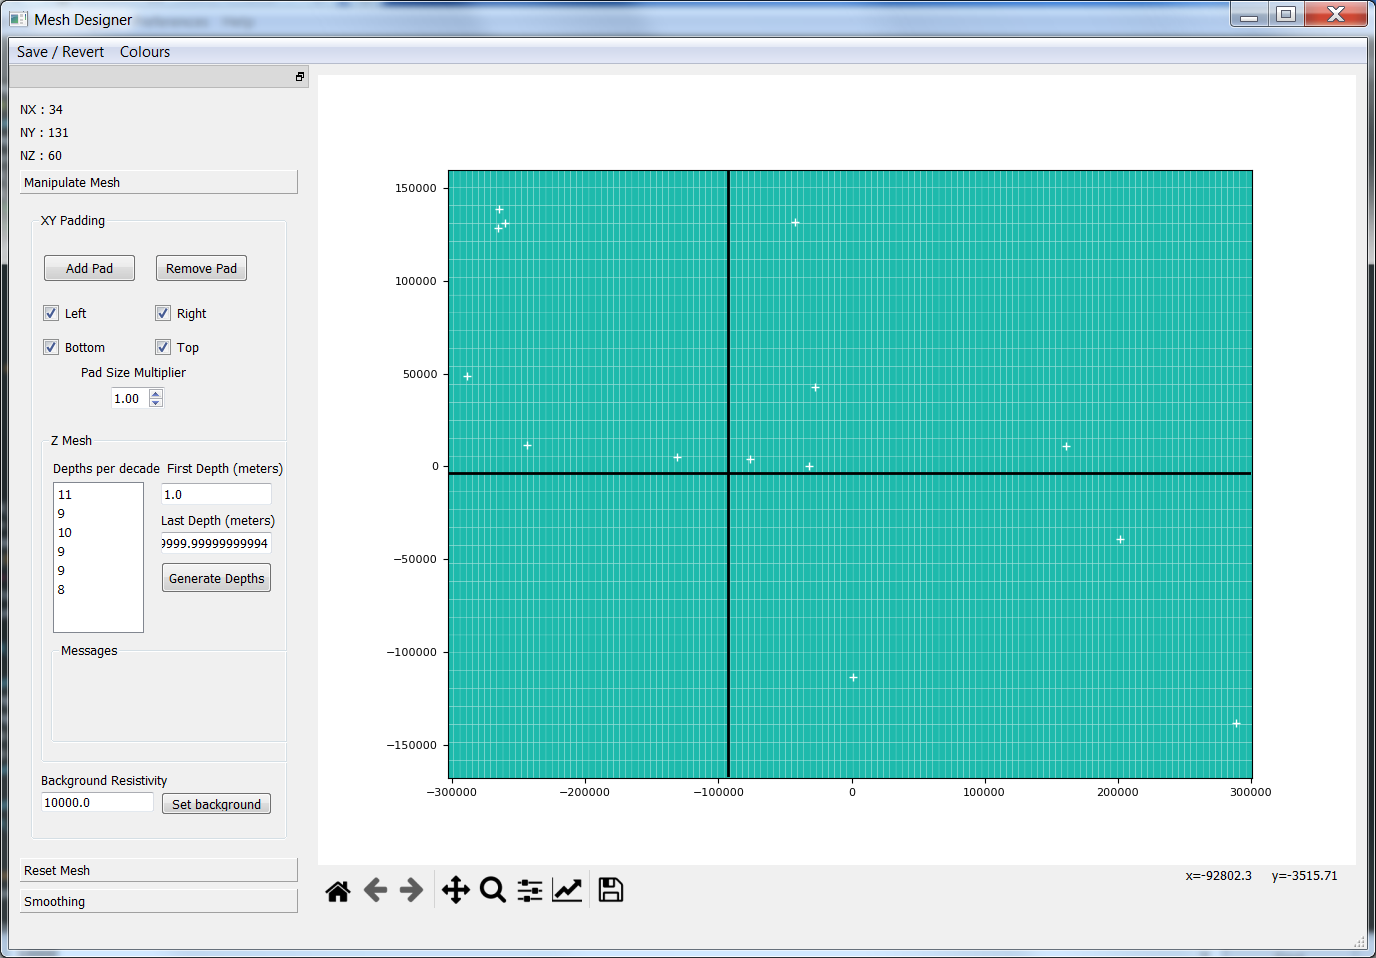 Mesh Designer
Save / Revert Colours
NX : 34
NY : 131
NZ : 60
Manipulate Mesh
XY Padding
Add Pad Remove Pad
Left Right
Bottom Top
Pad Size Multiplier
1.00
Z Mesh
Depths per decade First Depth (meters)
11
9
10
9
9
8
1.0
Last Depth (meters)
9999.99999999994
Generate Depths
Messages
Background Resistivity
10000.0 Set background
Reset Mesh
Smoothing
150000
100000
50000
0
−50000
−100000
−150000
−300000 −200000 −100000 0 100000 200000 300000
x=-92802.3 y=-3515.71